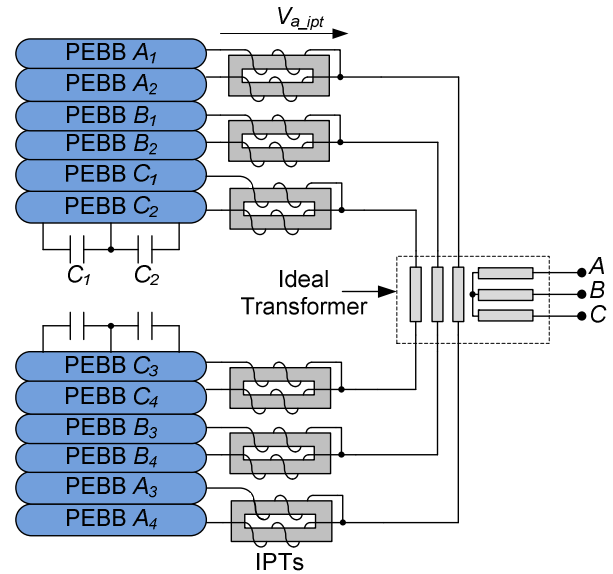 V_a_ipt
PEBB A₁
PEBB A₂
PEBB B₁
PEBB B₂
PEBB C₁
PEBB C₂
C₁ C₂
Ideal
Transformer
A
B
C
PEBB C₃
PEBB C₄
PEBB B₃
PEBB B₄
PEBB A₃
PEBB A₄
IPTs